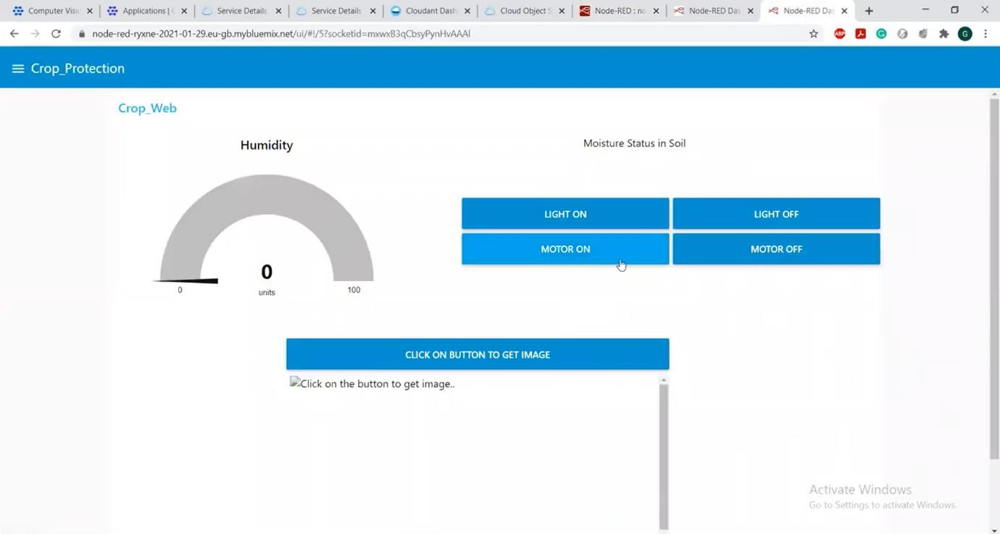 Computer Visi
Applications | C
Service Details
Service Details
Cloudant Dash
Cloud Object S
Node-RED : no
Node-RED Das
Node-RED Das
node-red-ryxne-2021-01-29.eu-gb.mybluemix.net/ui/#!/5?socketid=mxwxB3qCbsyPynHvAAAl
ABP
G
Crop_Protection
Crop_Web
Humidity
Moisture Status in Soil
LIGHT ON
LIGHT OFF
MOTOR ON
MOTOR OFF
0
units
0
100
CLICK ON BUTTON TO GET IMAGE
Click on the button to get image..
Activate Windows
Go to Settings to activate Windows.